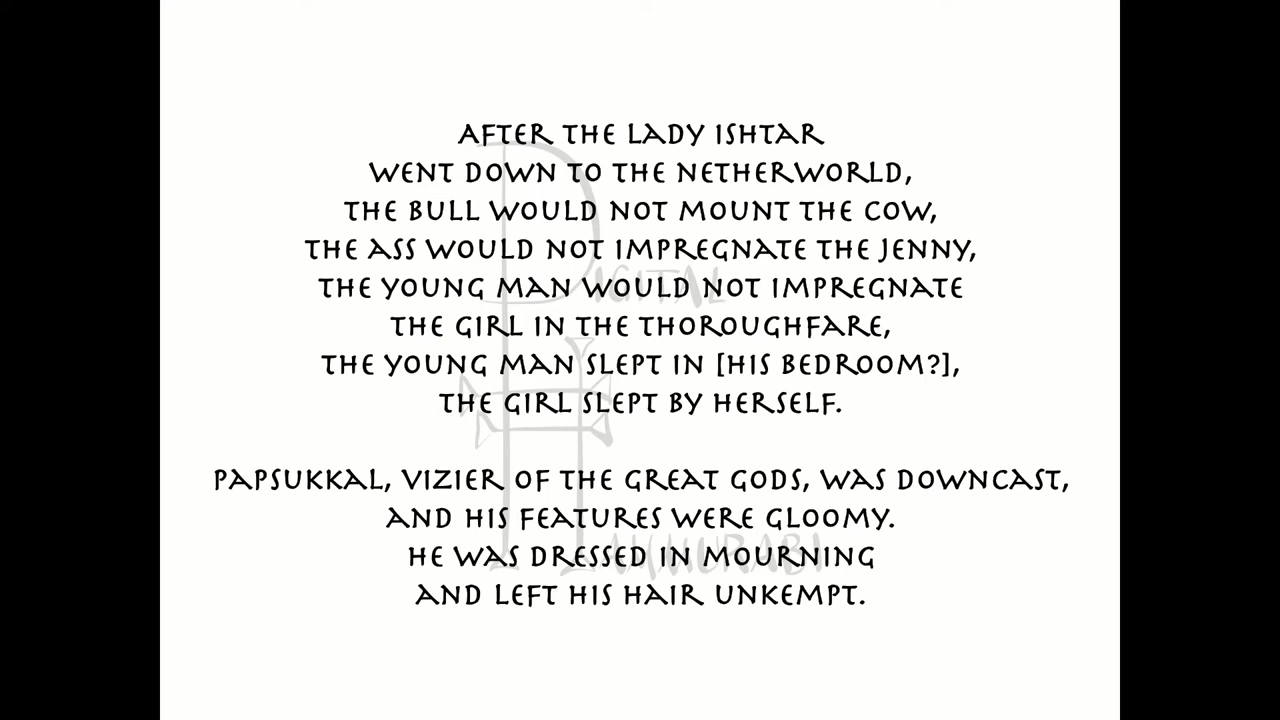 AFTER THE LADY ISHTAR
WENT DOWN TO THE NETHERWORLD,
THE BULL WOULD NOT MOUNT THE COW,
THE ASS WOULD NOT IMPREGNATE THE JENNY,
THE YOUNG MAN WOULD NOT IMPREGNATE
THE GIRL IN THE THOROUGHFARE,
THE YOUNG MAN SLEPT IN [HIS BEDROOM?],
THE GIRL SLEPT BY HERSELF.
PAPSUKKAL, VIZIER OF THE GREAT GODS, WAS DOWNCAST,
AND HIS FEATURES WERE GLOOMY.
HE WAS DRESSED IN MOURNING
AND LEFT HIS HAIR UNKEMPT.
DIGITAL
HAMMURABI